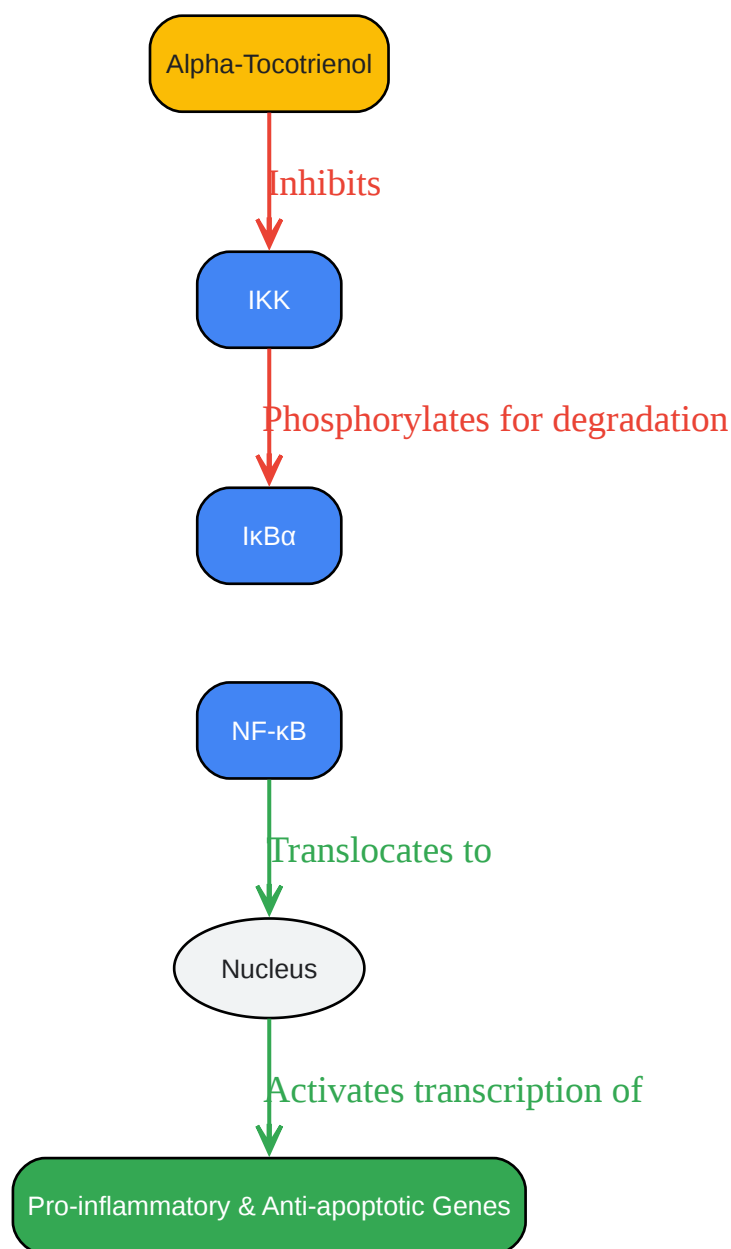 Alpha-Tocotrienol
Inhibits
IKK
Phosphorylates for degradation
IκBα
NF-κB
Translocates to
Nucleus
Activates transcription of
Pro-inflammatory & Anti-apoptotic Genes